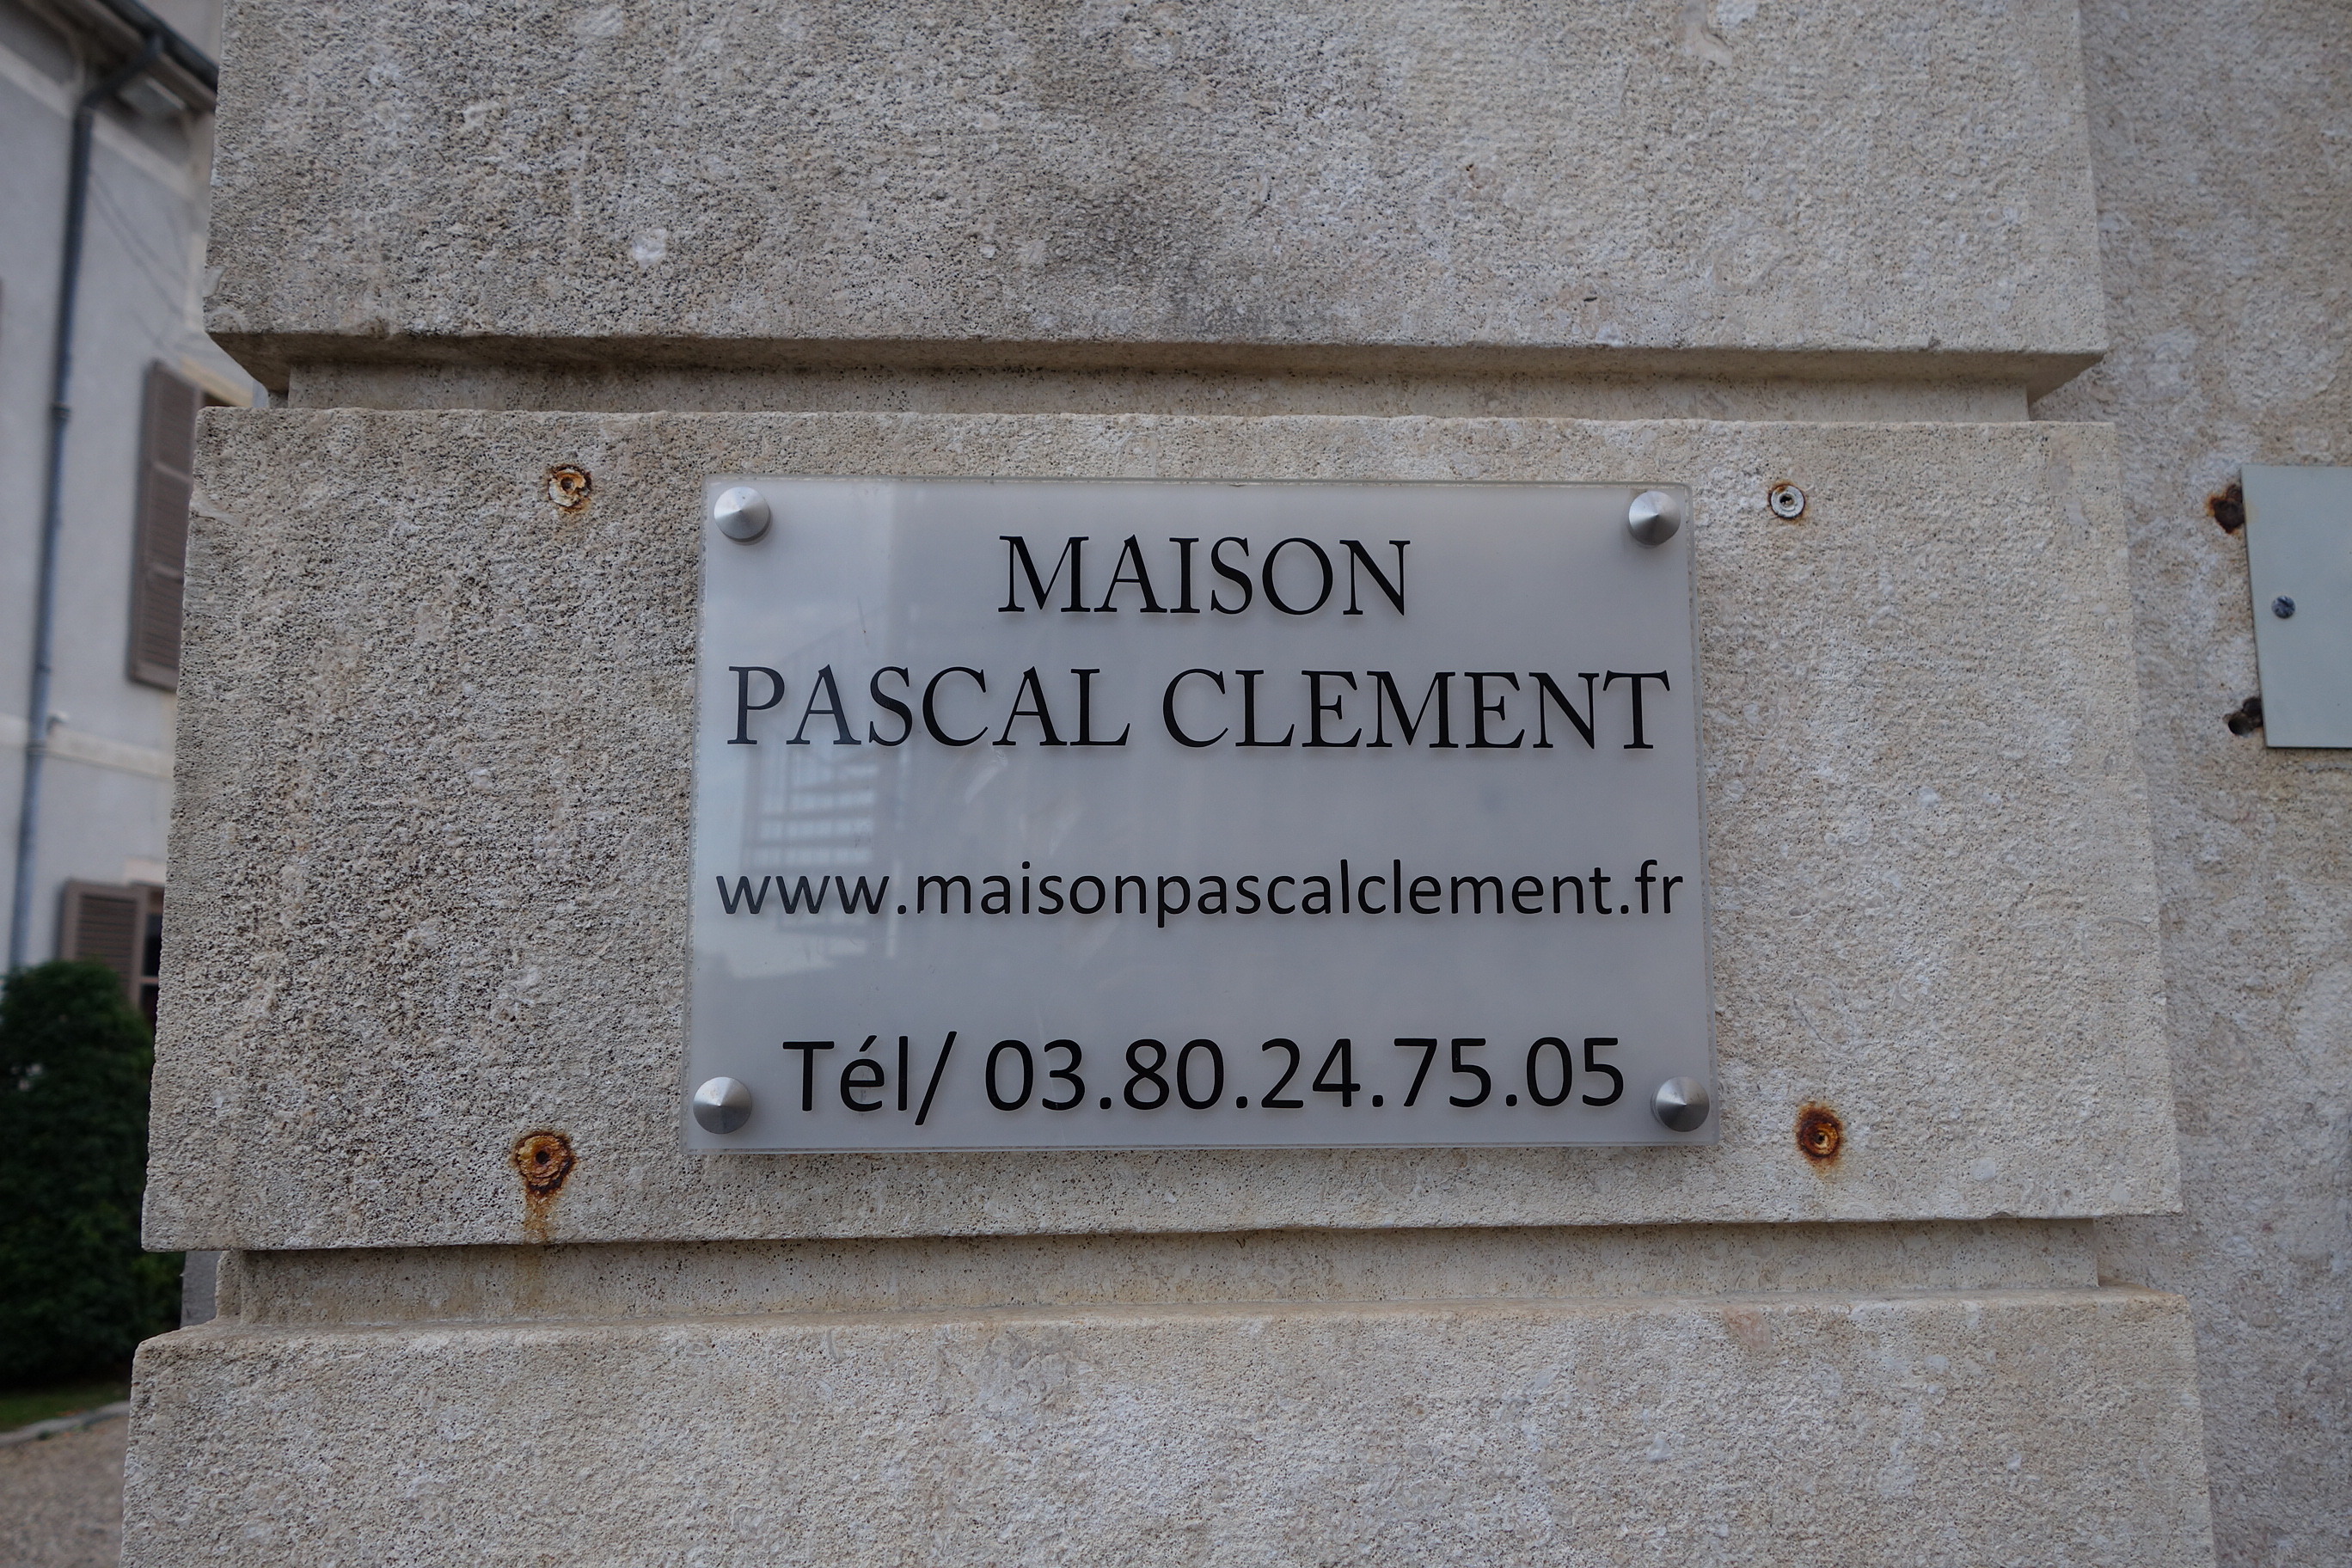 MAISON
PASCAL CLEMENT
www.maisonpascalclement.fr
Tél/ 03.80.24.75.05